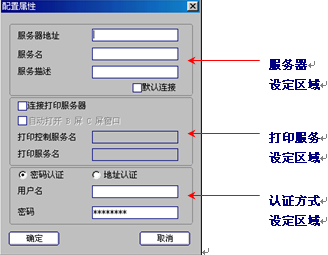 配置属性
服务器地址
服务名
服务描述
默认连接
服务器
设定区域
连接打印服务器
自动打开 B 屏 C 屏窗口
打印控制服务名
打印服务名
打印服务
设定区域
密码认证 地址认证
用户名
密码 ********
认证方式
设定区域
确定 取消